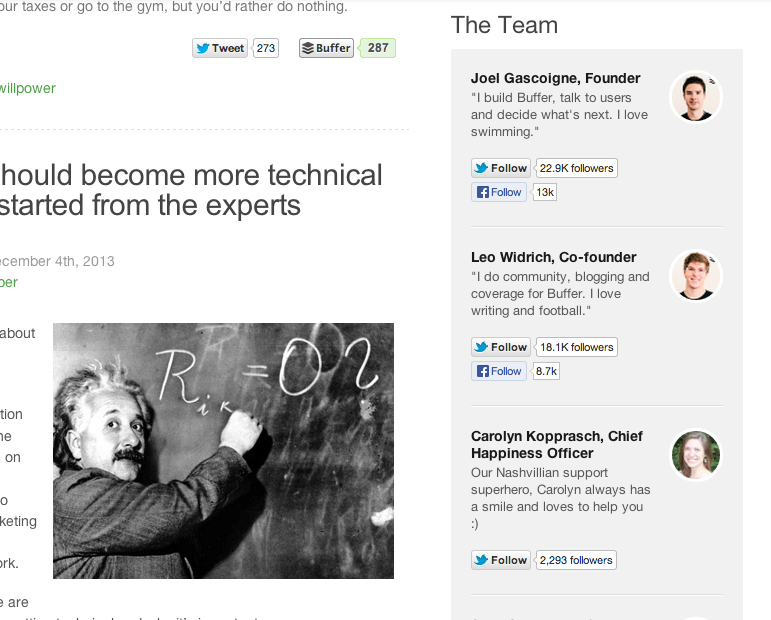 our taxes or go to the gym, but you'd rather do nothing.
Tweet 273 Buffer 287
willpower
hould become more technical
started from the experts
ecember 4th, 2013
per
about
tion
he
on
o
keting
ork.
e are
R i k = 0 ?
The Team
Joel Gascoigne, Founder
"I build Buffer, talk to users
and decide what's next. I love
swimming."
Follow 22.9K followers
Follow 13k
Leo Widrich, Co-founder
"I do community, blogging and
coverage for Buffer. I love
writing and football."
Follow 18.1K followers
Follow 8.7k
Carolyn Kopprasch, Chief
Happiness Officer
Our Nashvillian support
superhero, Carolyn always has
a smile and loves to help you
:)
Follow 2,293 followers